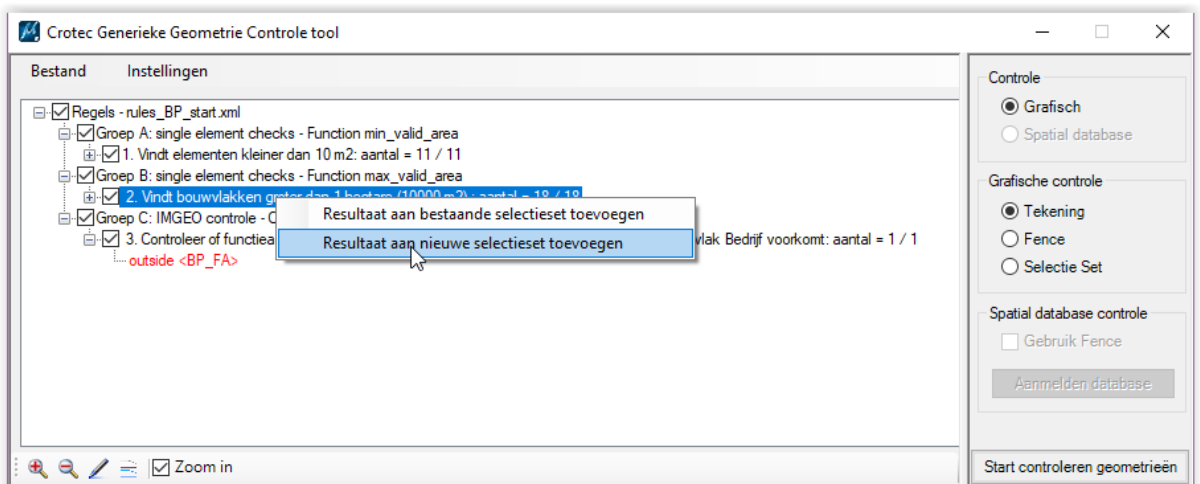 Crotec Generieke Geometrie Controle tool
Bestand Instellingen
Regels - rules_BP_start.xml
Groep A: single element checks - Function min_valid_area
1. Vindt elementen kleiner dan 10 m2: aantal = 11 / 11
Groep B: single element checks - Function max_valid_area
2. Vindt bouwvlakken groter dan 1 hectare (10000 m2) : aantal = 18 / 18
Groep C: IMGEO controle - C
3. Controleer of functiea vlak Bedrijf voorkomt: aantal = 1 / 1
outside <BP_FA>
Resultaat aan bestaande selectieset toevoegen
Resultaat aan nieuwe selectieset toevoegen
Zoom in
Controle
Grafisch
Spatial database
Grafische controle
Tekening
Fence
Selectie Set
Spatial database controle
Gebruik Fence
Aanmelden database
Start controleren geometrieën